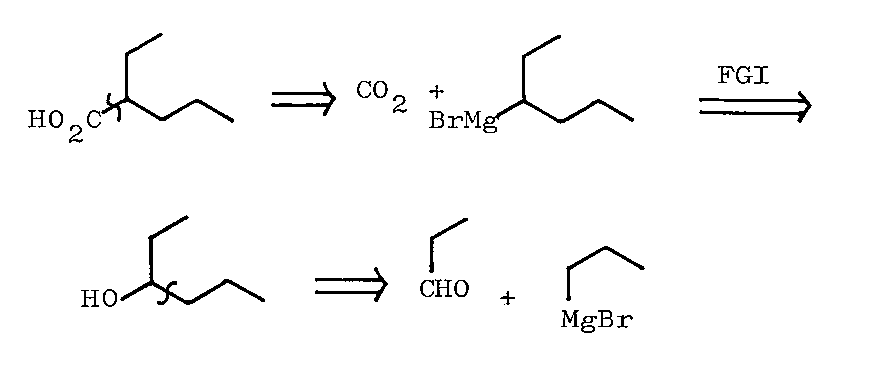 HO2C CO2 + BrMg FGI
HO CHO + MgBr